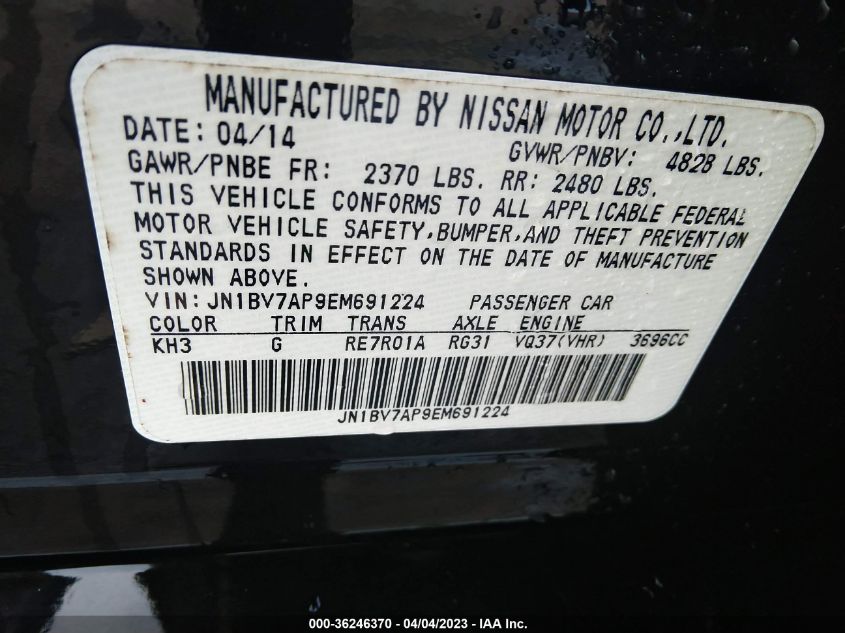 MANUFACTURED BY NISSAN MOTOR CO.,LTD.
DATE: 04/14 GVWR/PNBV: 4828 LBS.
GAWR/PNBE FR: 2370 LBS. RR: 2480 LBS.
THIS VEHICLE CONFORMS TO ALL APPLICABLE FEDERAL
MOTOR VEHICLE SAFETY,BUMPER,AND THEFT PREVENTION
STANDARDS IN EFFECT ON THE DATE OF MANUFACTURE
SHOWN ABOVE.
VIN: JN1BV7AP9EM691224 PASSENGER CAR
COLOR TRIM TRANS AXLE ENGINE
KH3 G RE7R01A RG31 VQ37(VHR) 3696CC
JN1BV7AP9EM691224
000-36246370 - 04/04/2023 - IAA Inc.